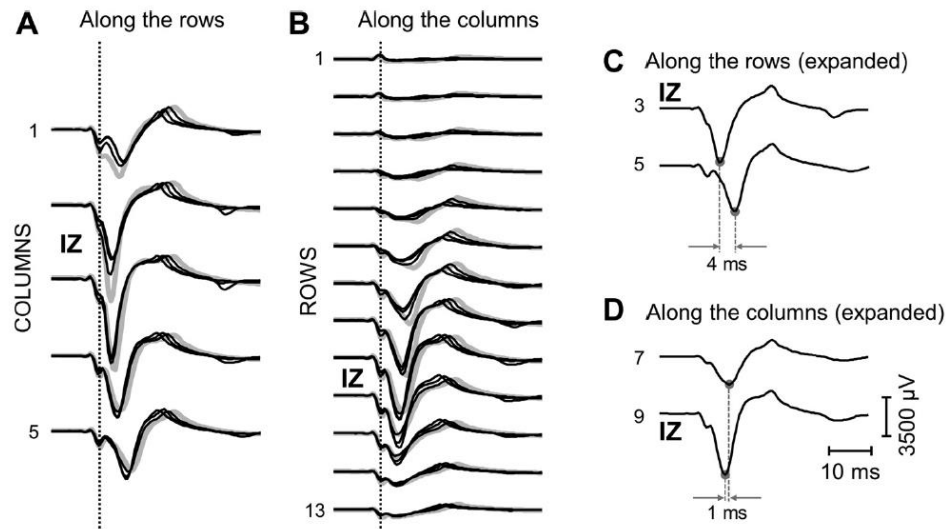 A Along the rows
COLUMNS
1
IZ
5
B Along the columns
ROWS
1
IZ
13
C Along the rows (expanded)
IZ
3
5
4 ms
D Along the columns (expanded)
7
9
IZ
3500 µV
10 ms
1 ms